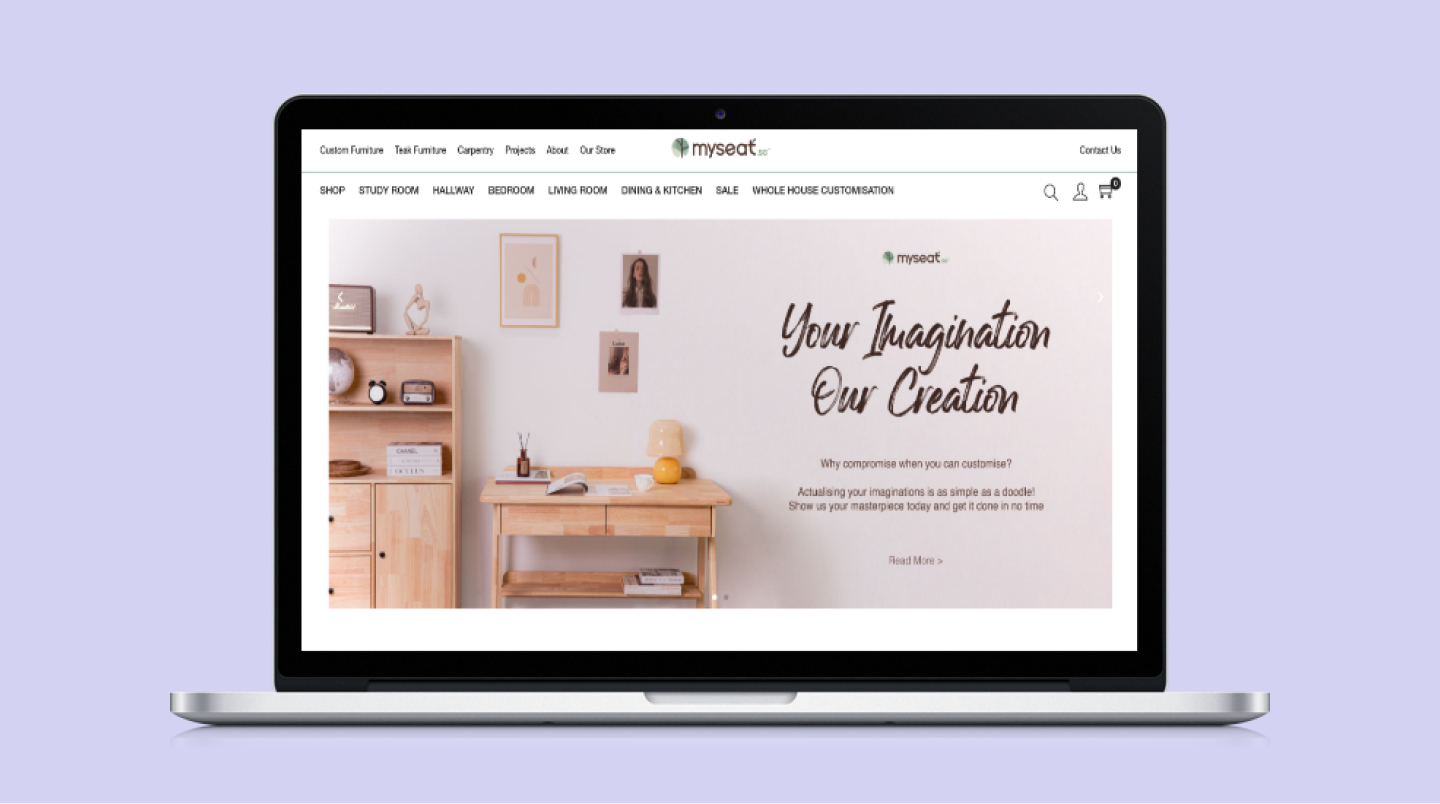 Custom Furniture Teak Furniture Carpentry Projects About Our Store
myseat.sg
Contact Us
SHOP STUDY ROOM HALLWAY BEDROOM LIVING ROOM DINING & KITCHEN SALE WHOLE HOUSE CUSTOMISATION
0
myseat.sg
Your Imagination
Our Creation
Why compromise when you can customise?
Actualising your imaginations is as simple as a doodle!
Show us your masterpiece today and get it done in no time
Read More >
CHANEL